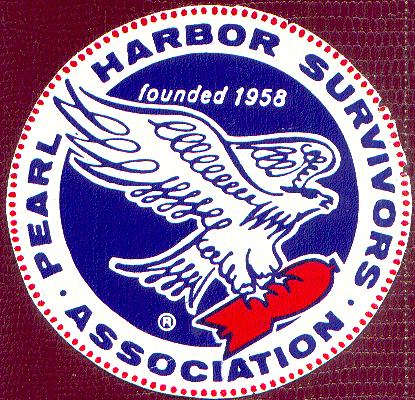 PEARL HARBOR SURVIVORS
· ASSOCIATION ·
founded 1958
®